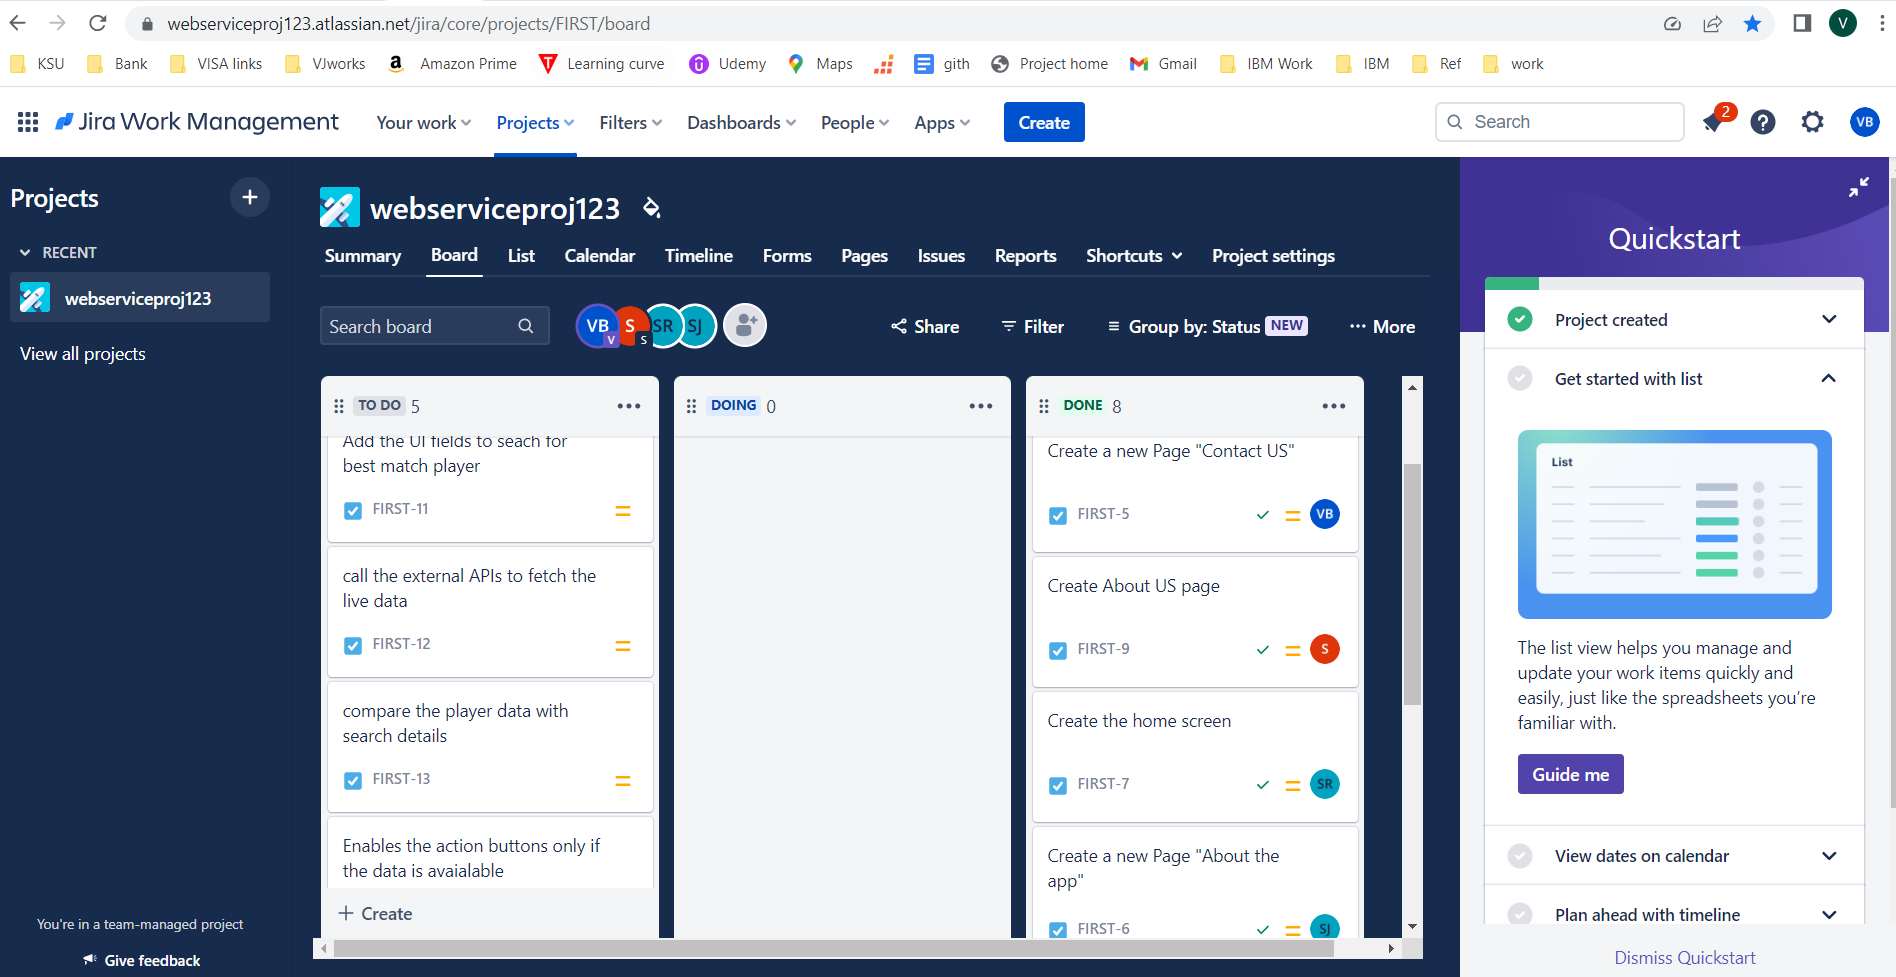 webserviceproj123.atlassian.net/jira/core/projects/FIRST/board
V
KSU
Bank
VISA links
VJworks
Amazon Prime
Learning curve
Udemy
Maps
gith
Project home
Gmail
IBM Work
IBM
Ref
work
Jira Work Management
Your work
Projects
Filters
Dashboards
People
Apps
Create
Search
2
VB
Projects
RECENT
webserviceproj123
View all projects
You're in a team-managed project
Give feedback
webserviceproj123
Summary
Board
List
Calendar
Timeline
Forms
Pages
Issues
Reports
Shortcuts
Project settings
Search board
VB
V
S
S
SR
SJ
Share
Filter
Group by: Status NEW
More
TO DO 5
Add the UI fields to seach for
best match player
FIRST-11
call the external APIs to fetch the
live data
FIRST-12
compare the player data with
search details
FIRST-13
Enables the action buttons only if
the data is avaialable
Create
DOING 0
DONE 8
Create a new Page "Contact US"
FIRST-5
VB
Create About US page
FIRST-9
S
Create the home screen
FIRST-7
SR
Create a new Page "About the
app"
FIRST-6
SJ
Quickstart
Project created
Get started with list
List
The list view helps you manage and
update your work items quickly and
easily, just like the spreadsheets you’re
familiar with.
Guide me
View dates on calendar
Plan ahead with timeline
Dismiss Quickstart